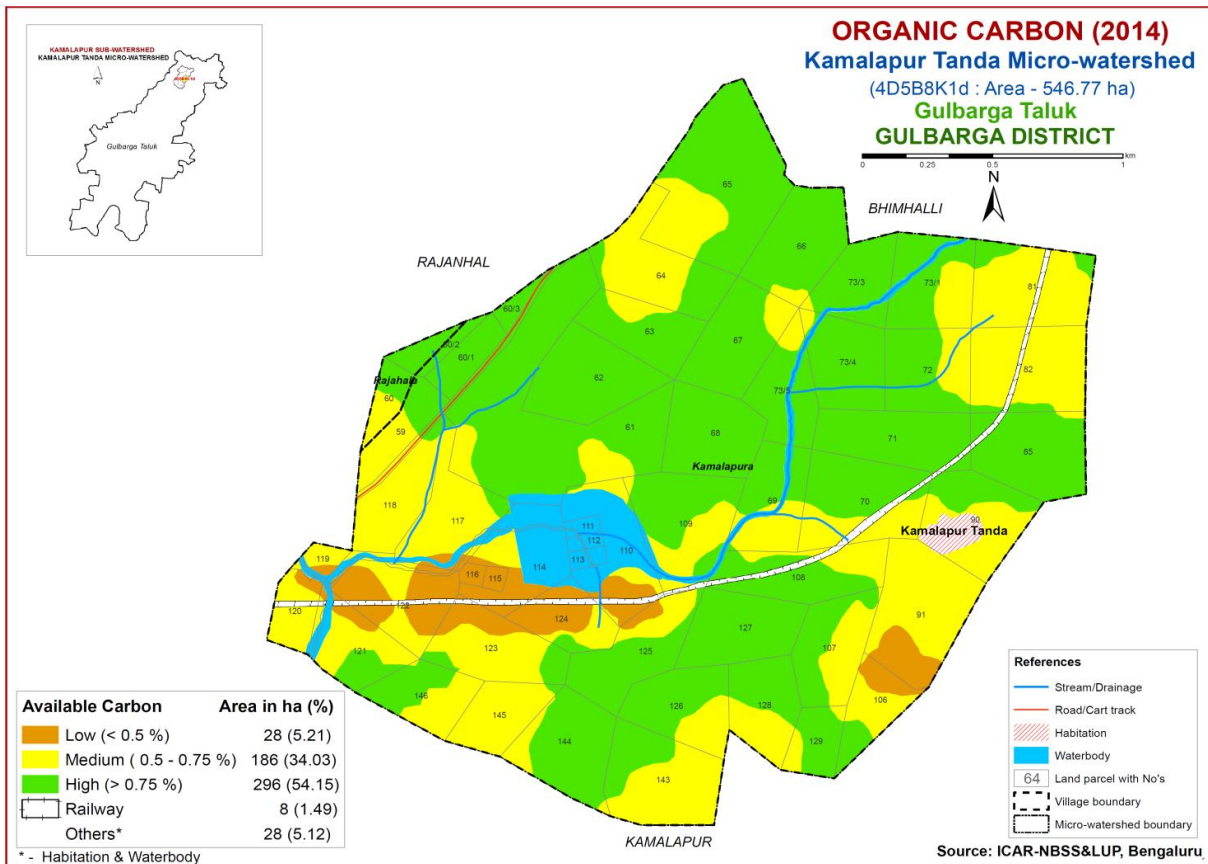 KAMALAPUR SUB-WATERSHED
KAMALAPUR TANDA MICRO-WATERSHED
N
Gulbarga Taluk
ORGANIC CARBON (2014)
Kamalapur Tanda Micro-watershed
(4D5B8K1d : Area - 546.77 ha)
Gulbarga Taluk
GULBARGA DISTRICT
0 0.25 0.5 1 km
N
BHIMHALLI
RAJANHAL
65
66
64
73/3
73/1
81
60/3
63
67
60/2
60/1
73/4
72
82
Rajahala
62
60
73/5
59
61
68
71
85
Kamalapura
118
117
69
70
90
Kamalapur Tanda
111
109
112
110
113
114
119
116
115
108
120
122
124
91
127
121
123
125
107
146
106
145
126
128
144
129
143
KAMALAPUR
Available Carbon Area in ha (%)
Low (< 0.5 %) 28 (5.21)
Medium ( 0.5 - 0.75 %) 186 (34.03)
High (> 0.75 %) 296 (54.15)
Railway 8 (1.49)
Others* 28 (5.12)
* - Habitation & Waterbody
References
Stream/Drainage
Road/Cart track
Habitation
Waterbody
64 Land parcel with No's
Village boundary
Micro-watershed boundary
Source: ICAR-NBSS&LUP, Bengaluru